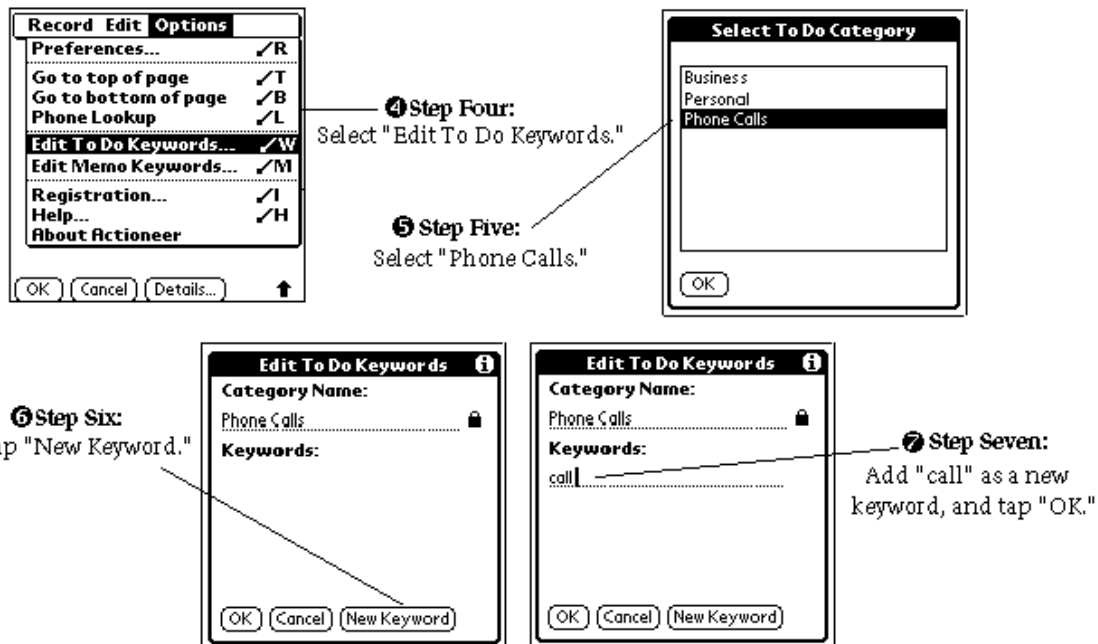 Record Edit Options
Preferences... /R
Go to top of page /T
Go to bottom of page /B
Phone Lookup /L
Edit To Do Keywords... /W
Edit Memo Keywords... /M
Registration... /I
Help... /H
About Actioneer
OK Cancel Details...
❹Step Four:
Select "Edit To Do Keywords."
❺ Step Five:
Select "Phone Calls."
Select To Do Category
Business
Personal
Phone Calls
OK
❻Step Six:
"New Keyword."
Edit To Do Keywords
Category Name:
Phone Calls
Keywords:
OK Cancel New Keyword
Edit To Do Keywords
Category Name:
Phone Calls
Keywords:
call
OK Cancel New Keyword
❼ Step Seven:
Add "call" as a new
keyword, and tap "OK."